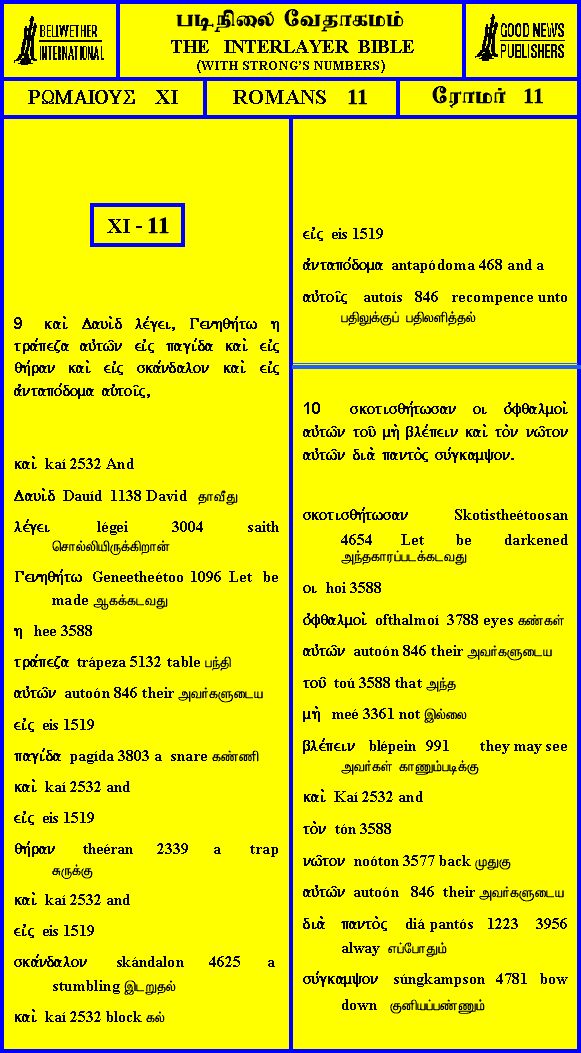 BELLWETHER
INTERNATIONAL
படிநிலை வேதாகமம்
THE INTERLAYER BIBLE
(WITH STRONG'S NUMBERS)
GOOD NEWS
PUBLISHERS
ΡΩΜΑΙΟΥΣ XI
ROMANS 11
ரோமர் 11
XI - 11
9 καὶ Δαυὶδ λέγει, Γενηθήτω η
τράπεζα αὐτῶν εἰς παγίδα καὶ εἰς
θήραν καὶ εἰς σκάνδαλον καὶ εἰς
ἀνταπόδομα αὐτοῖς,
καὶ kaí 2532 And
Δαυὶδ Dauíd 1138 David தாவீது
λέγει légei 3004 saith
சொல்லியிருக்கிறான்
Γενηθήτω Geneetheétoo 1096 Let be
made ஆகக்கடவது
η hee 3588
τράπεζα trápeza 5132 table பந்தி
αὐτῶν autoón 846 their அவர்களுடைய
εἰς eis 1519
παγίδα pagída 3803 a snare கண்ணி
καὶ kaí 2532 and
εἰς eis 1519
θήραν theéran 2339 a trap
சுருக்கு
καὶ kaí 2532 and
εἰς eis 1519
σκάνδαλον skándalon 4625 a
stumbling இடறுதல்
καὶ kaí 2532 block கல்
εἰς eis 1519
ἀνταπόδομα antapódoma 468 and a
αὐτοῖς autoís 846 recompence unto
பதிலுக்குப் பதிலளித்தல்
10 σκοτισθήτωσαν οι ὀφθαλμοὶ
αὐτῶν τοῦ μὴ βλέπειν καὶ τὸν νῶτον
αὐτῶν διὰ παντὸς σύγκαμψον.
σκοτισθήτωσαν Skotistheétoosan
4654 Let be darkened
அந்தகாரப்படக்கடவது
οι hoi 3588
ὀφθαλμοὶ ofthalmoí 3788 eyes கண்கள்
αὐτῶν autoón 846 their அவர்களுடைய
τοῦ toú 3588 that அந்த
μὴ meé 3361 not இல்லை
βλέπειν blépein 991 they may see
அவர்கள் காணும்படிக்கு
καὶ Kaí 2532 and
τὸν tón 3588
νῶτον noóton 3577 back முதுகு
αὐτῶν autoón 846 their அவர்களுடைய
διὰ παντὸς diá pantós 1223 3956
alway எப்போதும்
σύγκαμψον súngkampson 4781 bow
down குனியப்பண்ணும்